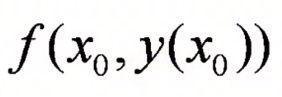 f(x₀, y(x₀))